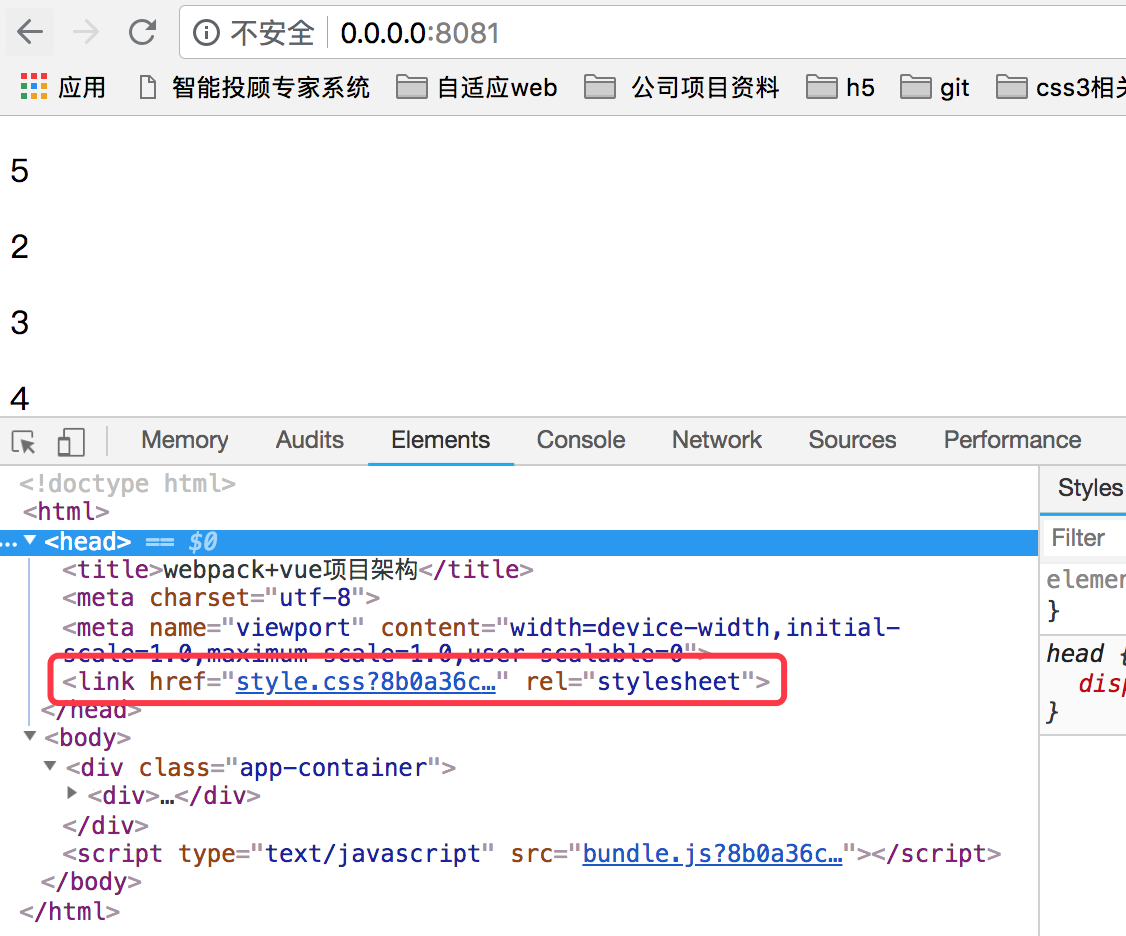 不安全 0.0.0.0:8081
应用 智能投顾专家系统 自适应web 公司项目资料 h5 git css3相关
5
2
3
4
Memory Audits Elements Console Network Sources Performance
<!doctype html>
<html>
... <head> == $0
<title>webpack+vue项目架构</title>
<meta charset="utf-8">
<meta name="viewport" content="width=device-width,initial-
scale=1.0,maximum-scale=1.0,user-scalable=0">
<link href="style.css?8b0a36c…" rel="stylesheet">
</head>
<body>
<div class="app-container">
<div>…</div>
</div>
<script type="text/javascript" src="bundle.js?8b0a36c…"></script>
</body>
</html>
Styles
Filter
elemen
}
head {
disp
}